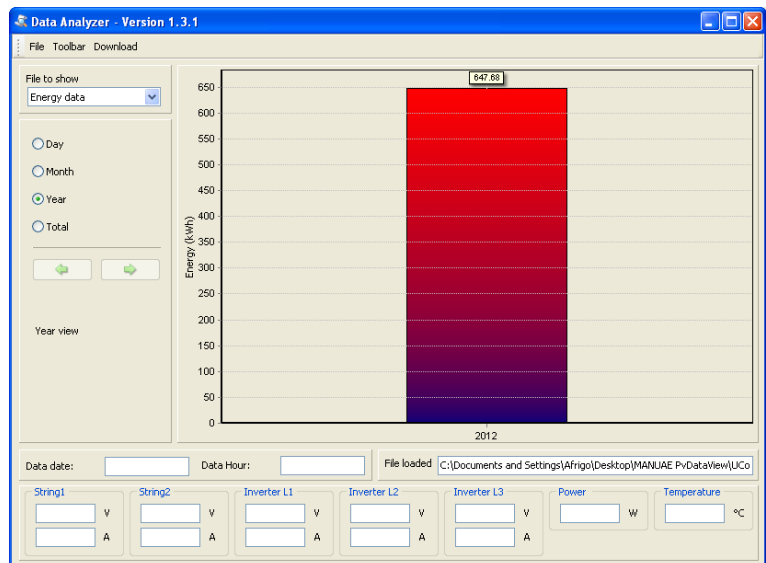 Data Analyzer - Version 1.3.1
File Toolbar Download
File to show
Energy data
Day
Month
Year
Total
Year view
647.68
Energy (kWh)
650
600
550
500
450
400
350
300
250
200
150
100
50
0
2012
Data date: Data Hour: File loaded C:\Documents and Settings\Afrigo\Desktop\MANUAE PvDataView\UCo
String1 String2 Inverter L1 Inverter L2 Inverter L3 Power Temperature
V V V V V W °C
A A A A A